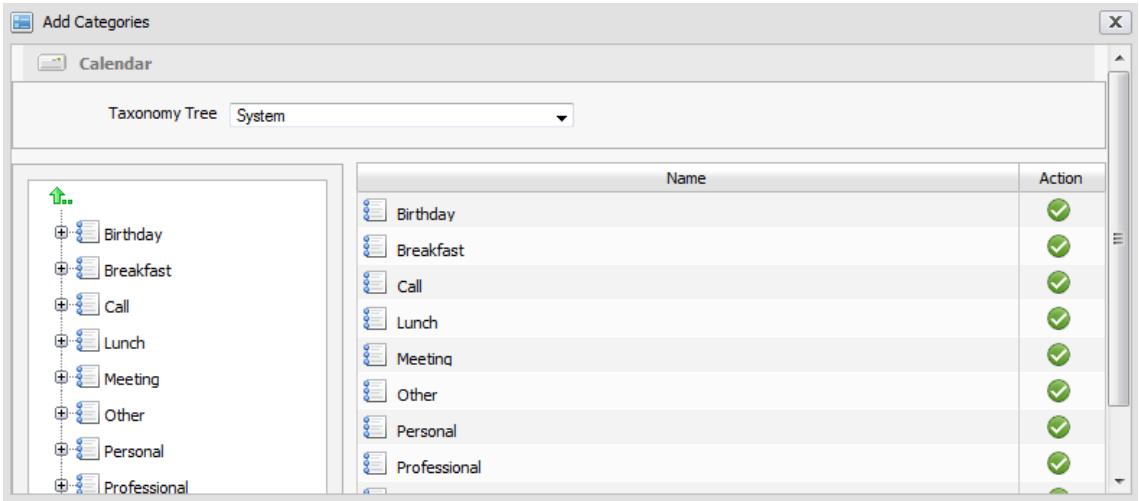 Add Categories
Calendar
Taxonomy Tree System
Birthday
Breakfast
Call
Lunch
Meeting
Other
Personal
Professional
Name Action
Birthday
Breakfast
Call
Lunch
Meeting
Other
Personal
Professional